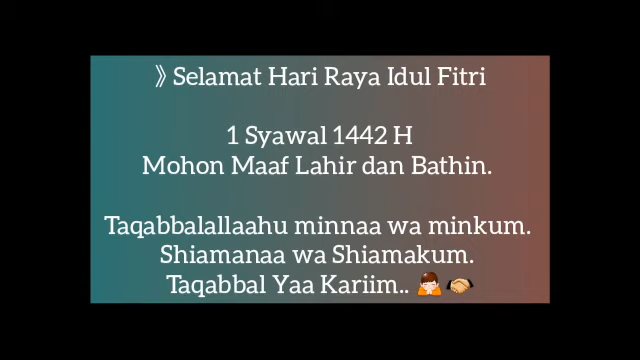 》Selamat Hari Raya Idul Fitri
1 Syawal 1442 H
Mohon Maaf Lahir dan Bathin.
Taqabbalallaahu minnaa wa minkum.
Shiamanaa wa Shiamakum.
Taqabbal Yaa Kariim.. 🙏🤝